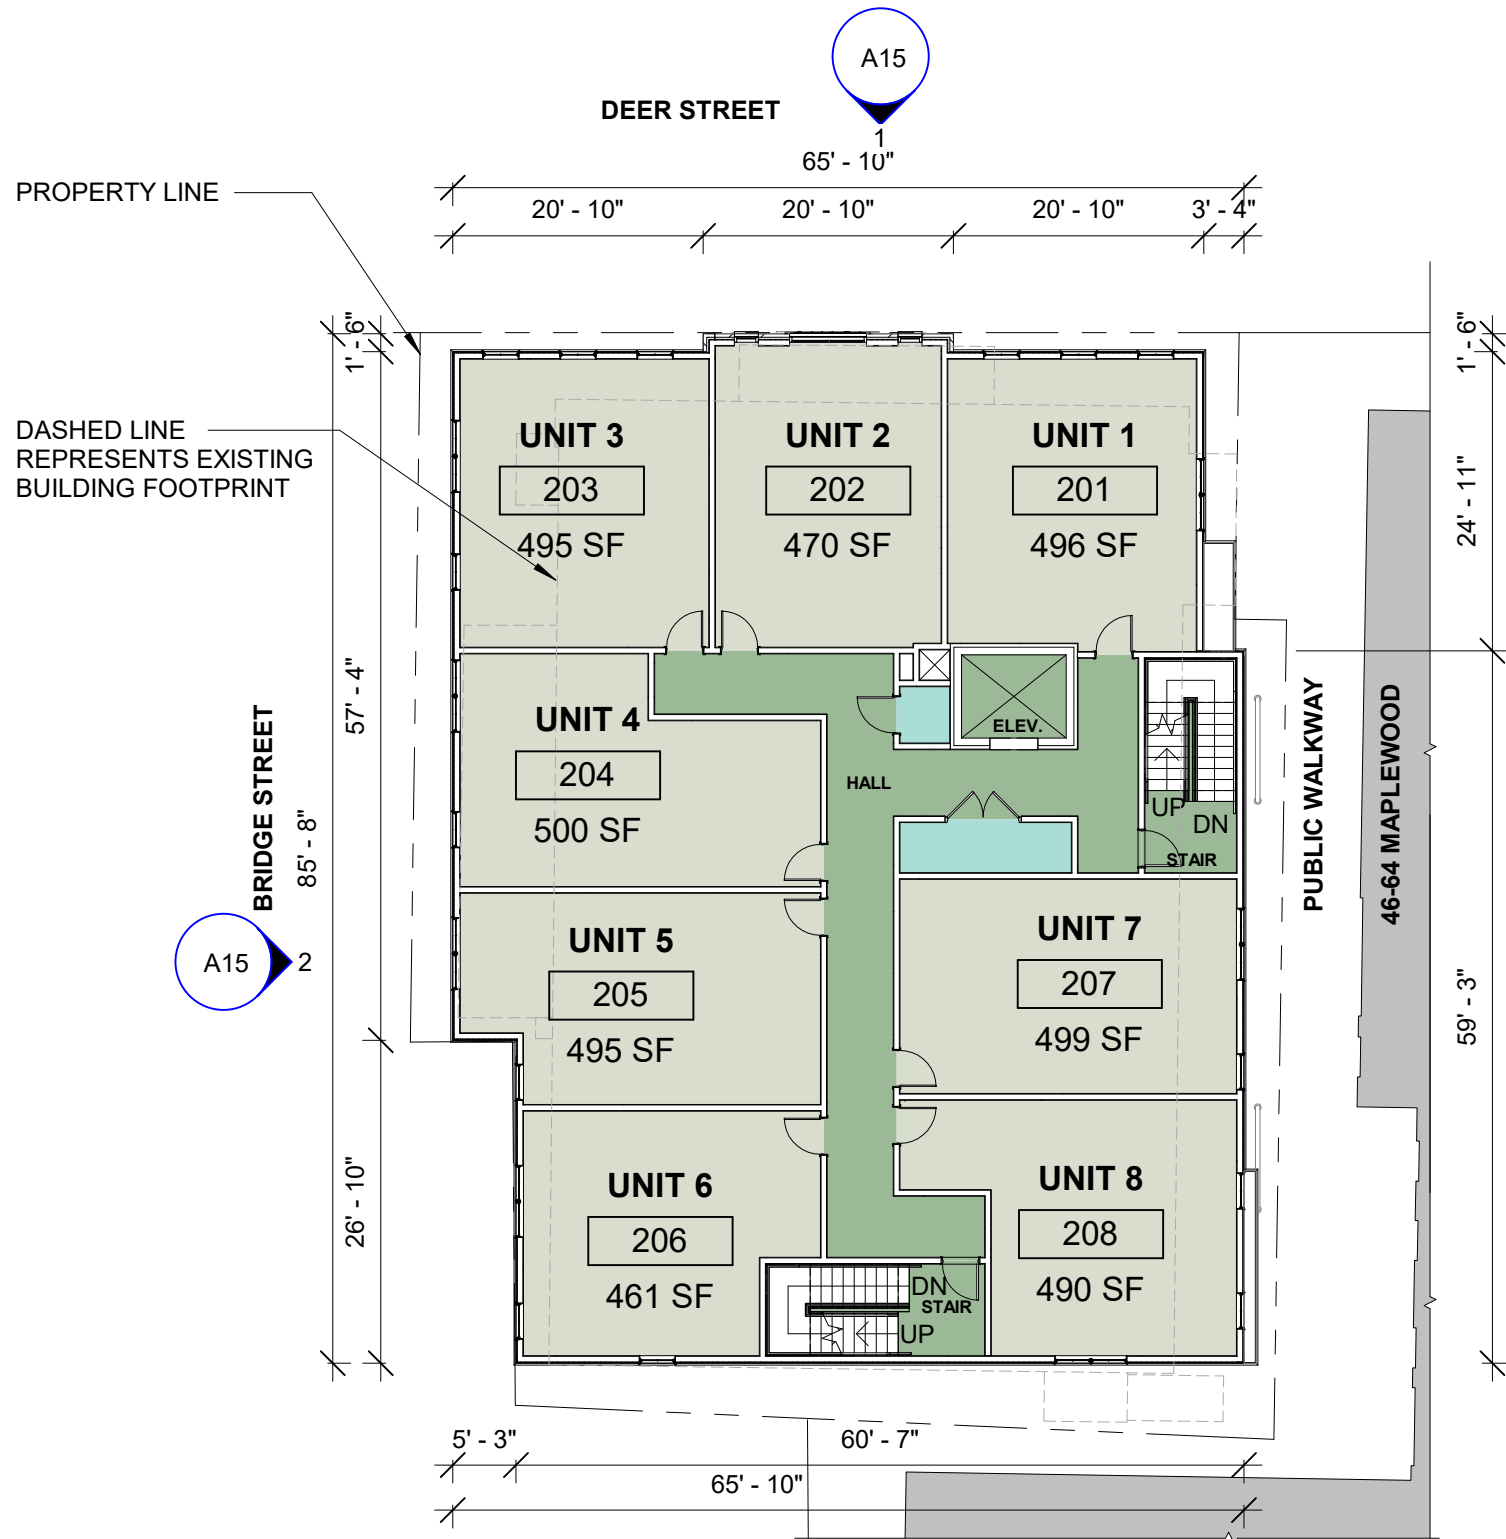 A15
DEER STREET
1
65' - 10"
PROPERTY LINE
20' - 10"
20' - 10"
20' - 10"
3' - 4"
1' - 6"
1' - 6"
DASHED LINE
REPRESENTS EXISTING
BUILDING FOOTPRINT
UNIT 3
203
495 SF
UNIT 2
202
470 SF
UNIT 1
201
496 SF
24' - 11"
57' - 4"
85' - 8"
BRIDGE STREET
UNIT 4
204
500 SF
ELEV.
HALL
UP
DN
STAIR
PUBLIC WALKWAY
46-64 MAPLEWOOD
A15
2
UNIT 5
205
495 SF
UNIT 7
207
499 SF
59' - 3"
26' - 10"
UNIT 6
206
461 SF
UNIT 8
208
490 SF
DN
STAIR
UP
5' - 3"
60' - 7"
65' - 10"